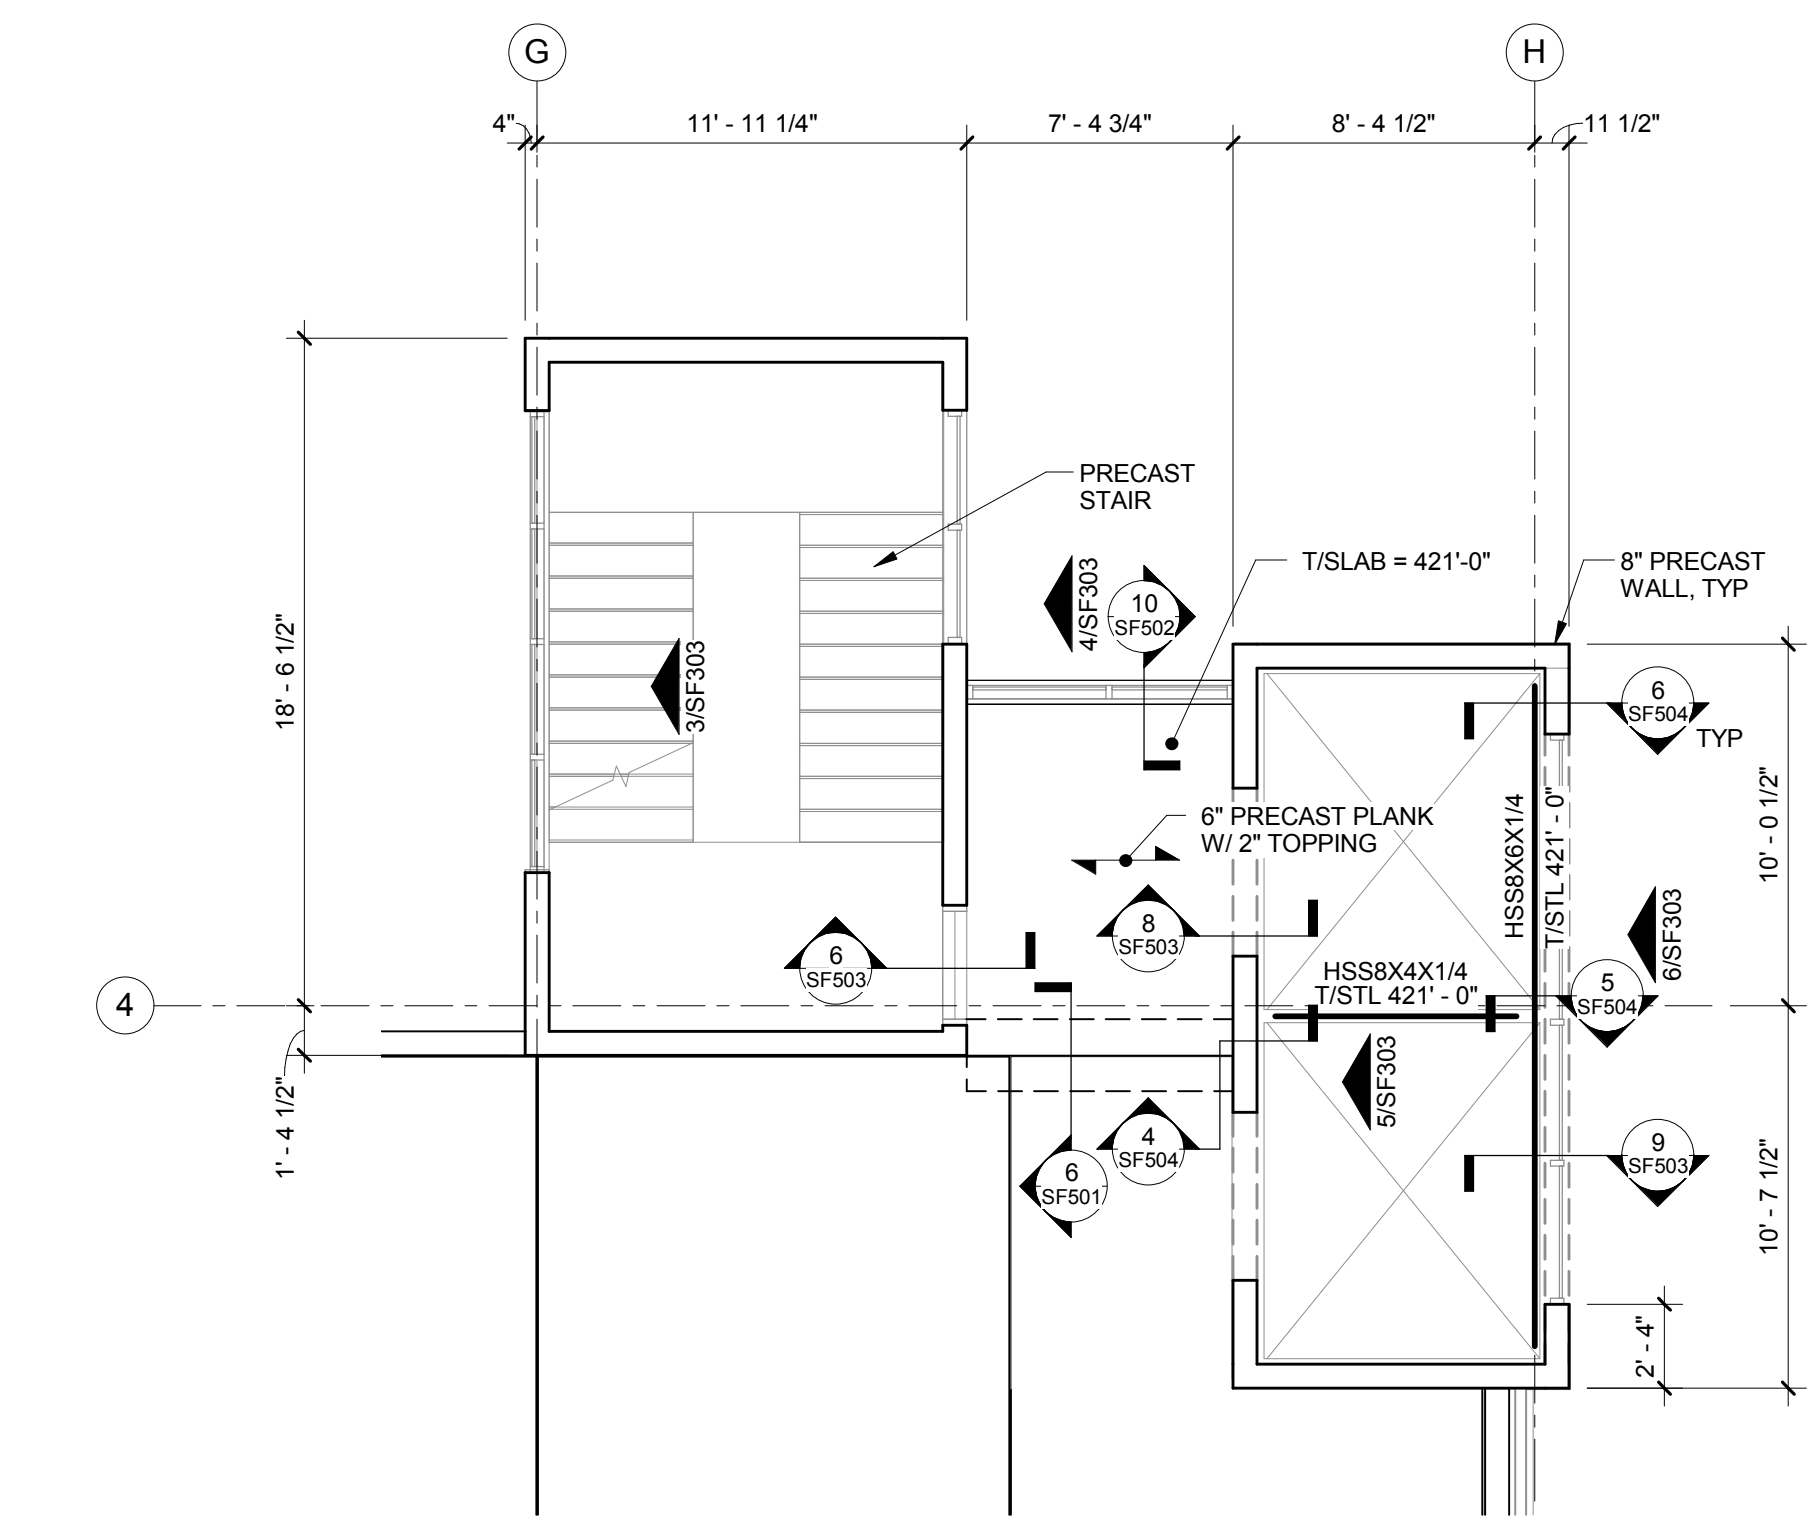 G
H
4"
11' - 11 1/4"
7' - 4 3/4"
8' - 4 1/2"
11 1/2"
PRECAST
STAIR
T/SLAB = 421'-0"
8" PRECAST
WALL, TYP
4/SF303
10
SF502
18' - 6 1/2"
3/SF303
6
SF504
TYP
10' - 0 1/2"
6" PRECAST PLANK
W/ 2" TOPPING
HSS8X6X1/4
T/STL 421' - 0"
6/SF303
8
SF503
6
SF503
HSS8X4X1/4
T/STL 421' - 0"
5
SF504
4
1' - 4 1/2"
5/SF303
4
SF504
6
SF501
9
SF503
10' - 7 1/2"
2' - 4"